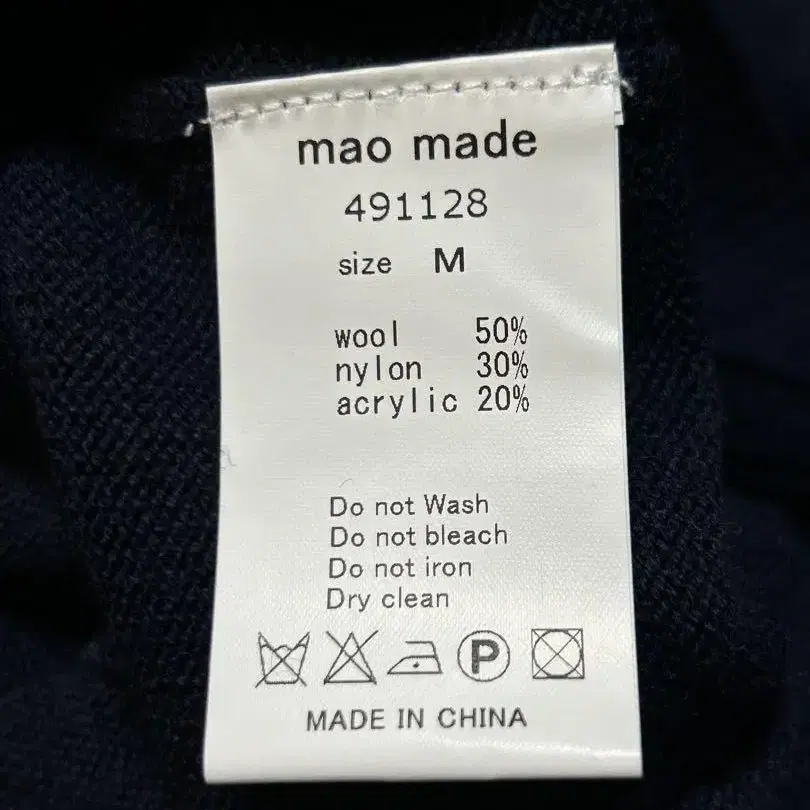 mao made
491128
size M
wool 50%
nylon 30%
acrylic 20%
Do not Wash
Do not bleach
Do not iron
Dry clean
P
MADE IN CHINA